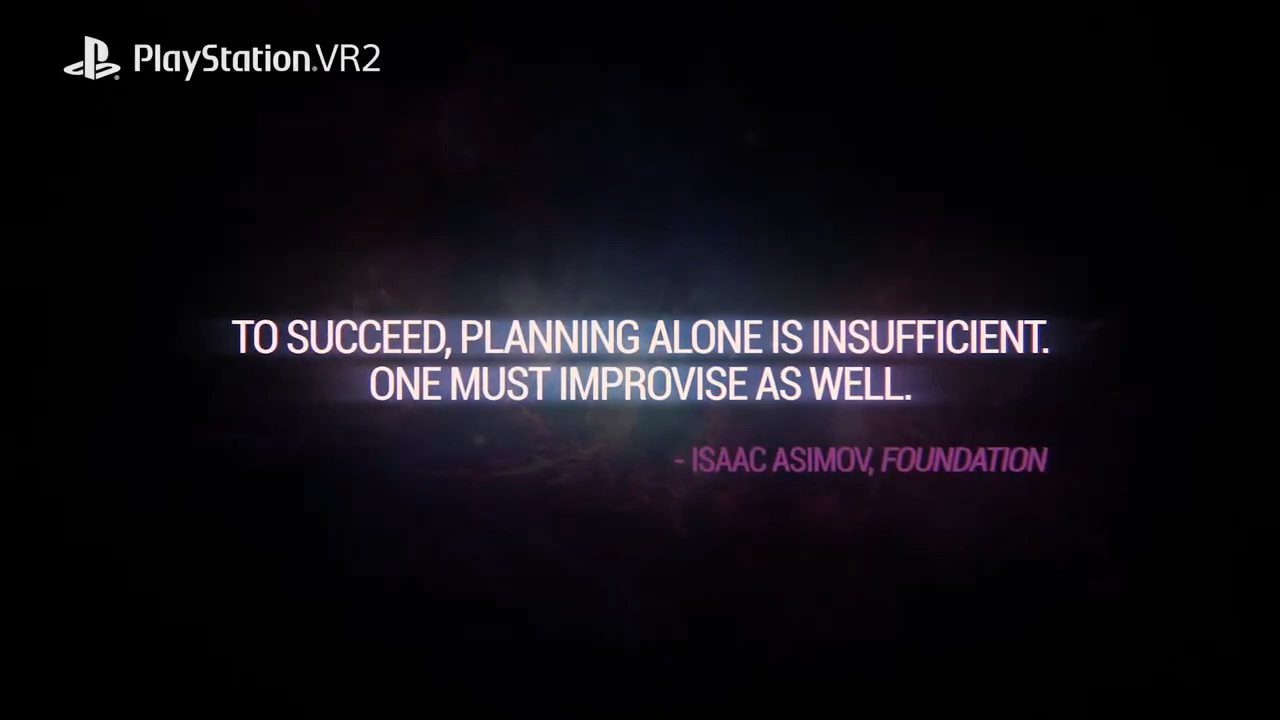 PlayStation.VR2
TO SUCCEED, PLANNING ALONE IS INSUFFICIENT.
ONE MUST IMPROVISE AS WELL.
- ISAAC ASIMOV, FOUNDATION